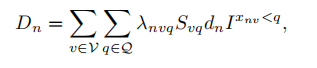 $D_n = \sum_{v \in \mathcal{V}} \sum_{q \in \mathcal{Q}} \lambda_{nvq} S_{vq} d_n I^{x_{nv} < q},$